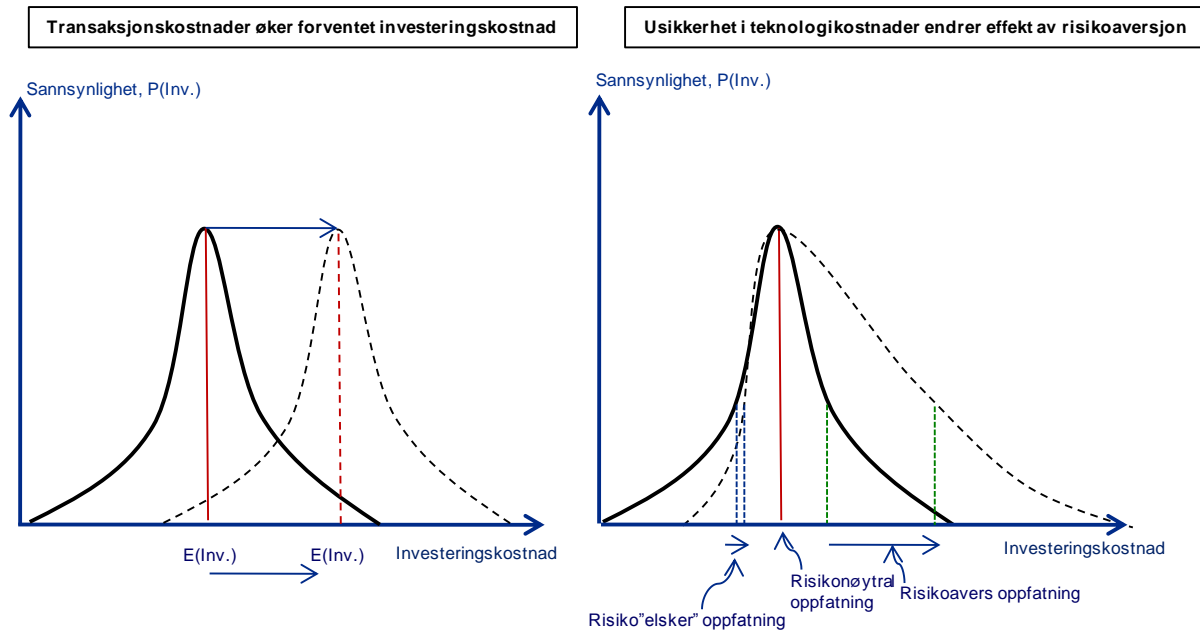 Transaksjonskostnader øker forventet investeringskostnad
Sannsynlighet, P(Inv.)
E(Inv.)
E(Inv.)
Investeringskostnad
Usikkerhet i teknologikostnader endrer effekt av risikoaversjon
Sannsynlighet, P(Inv.)
Investeringskostnad
Risikonøytral
oppfatning
Risikoavers oppfatning
Risiko"elsker" oppfatning